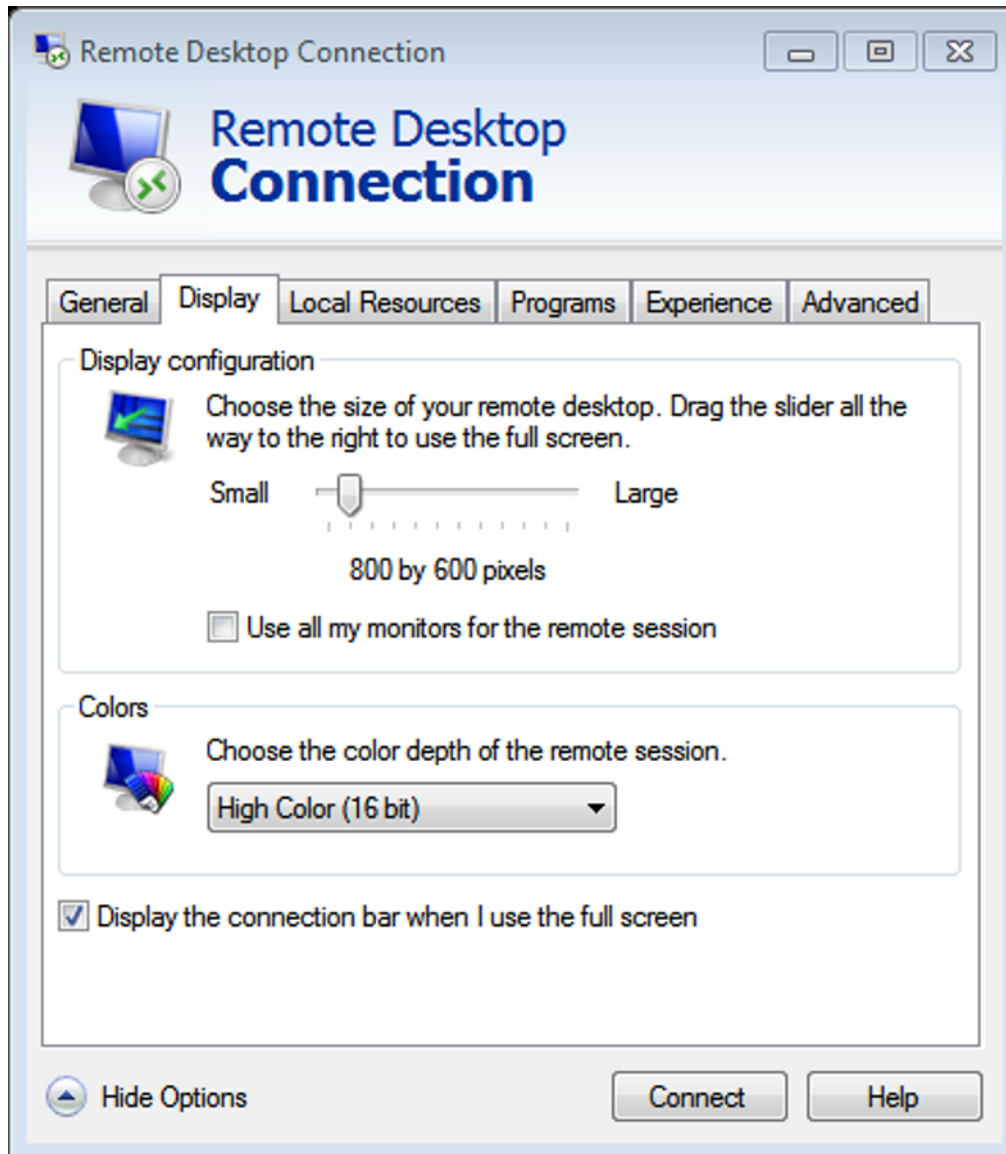 Remote Desktop Connection
Remote Desktop
Connection
General Display Local Resources Programs Experience Advanced
Display configuration
Choose the size of your remote desktop. Drag the slider all the
way to the right to use the full screen.
Small Large
800 by 600 pixels
Use all my monitors for the remote session
Colors
Choose the color depth of the remote session.
High Color (16 bit)
Display the connection bar when I use the full screen
Hide Options Connect Help